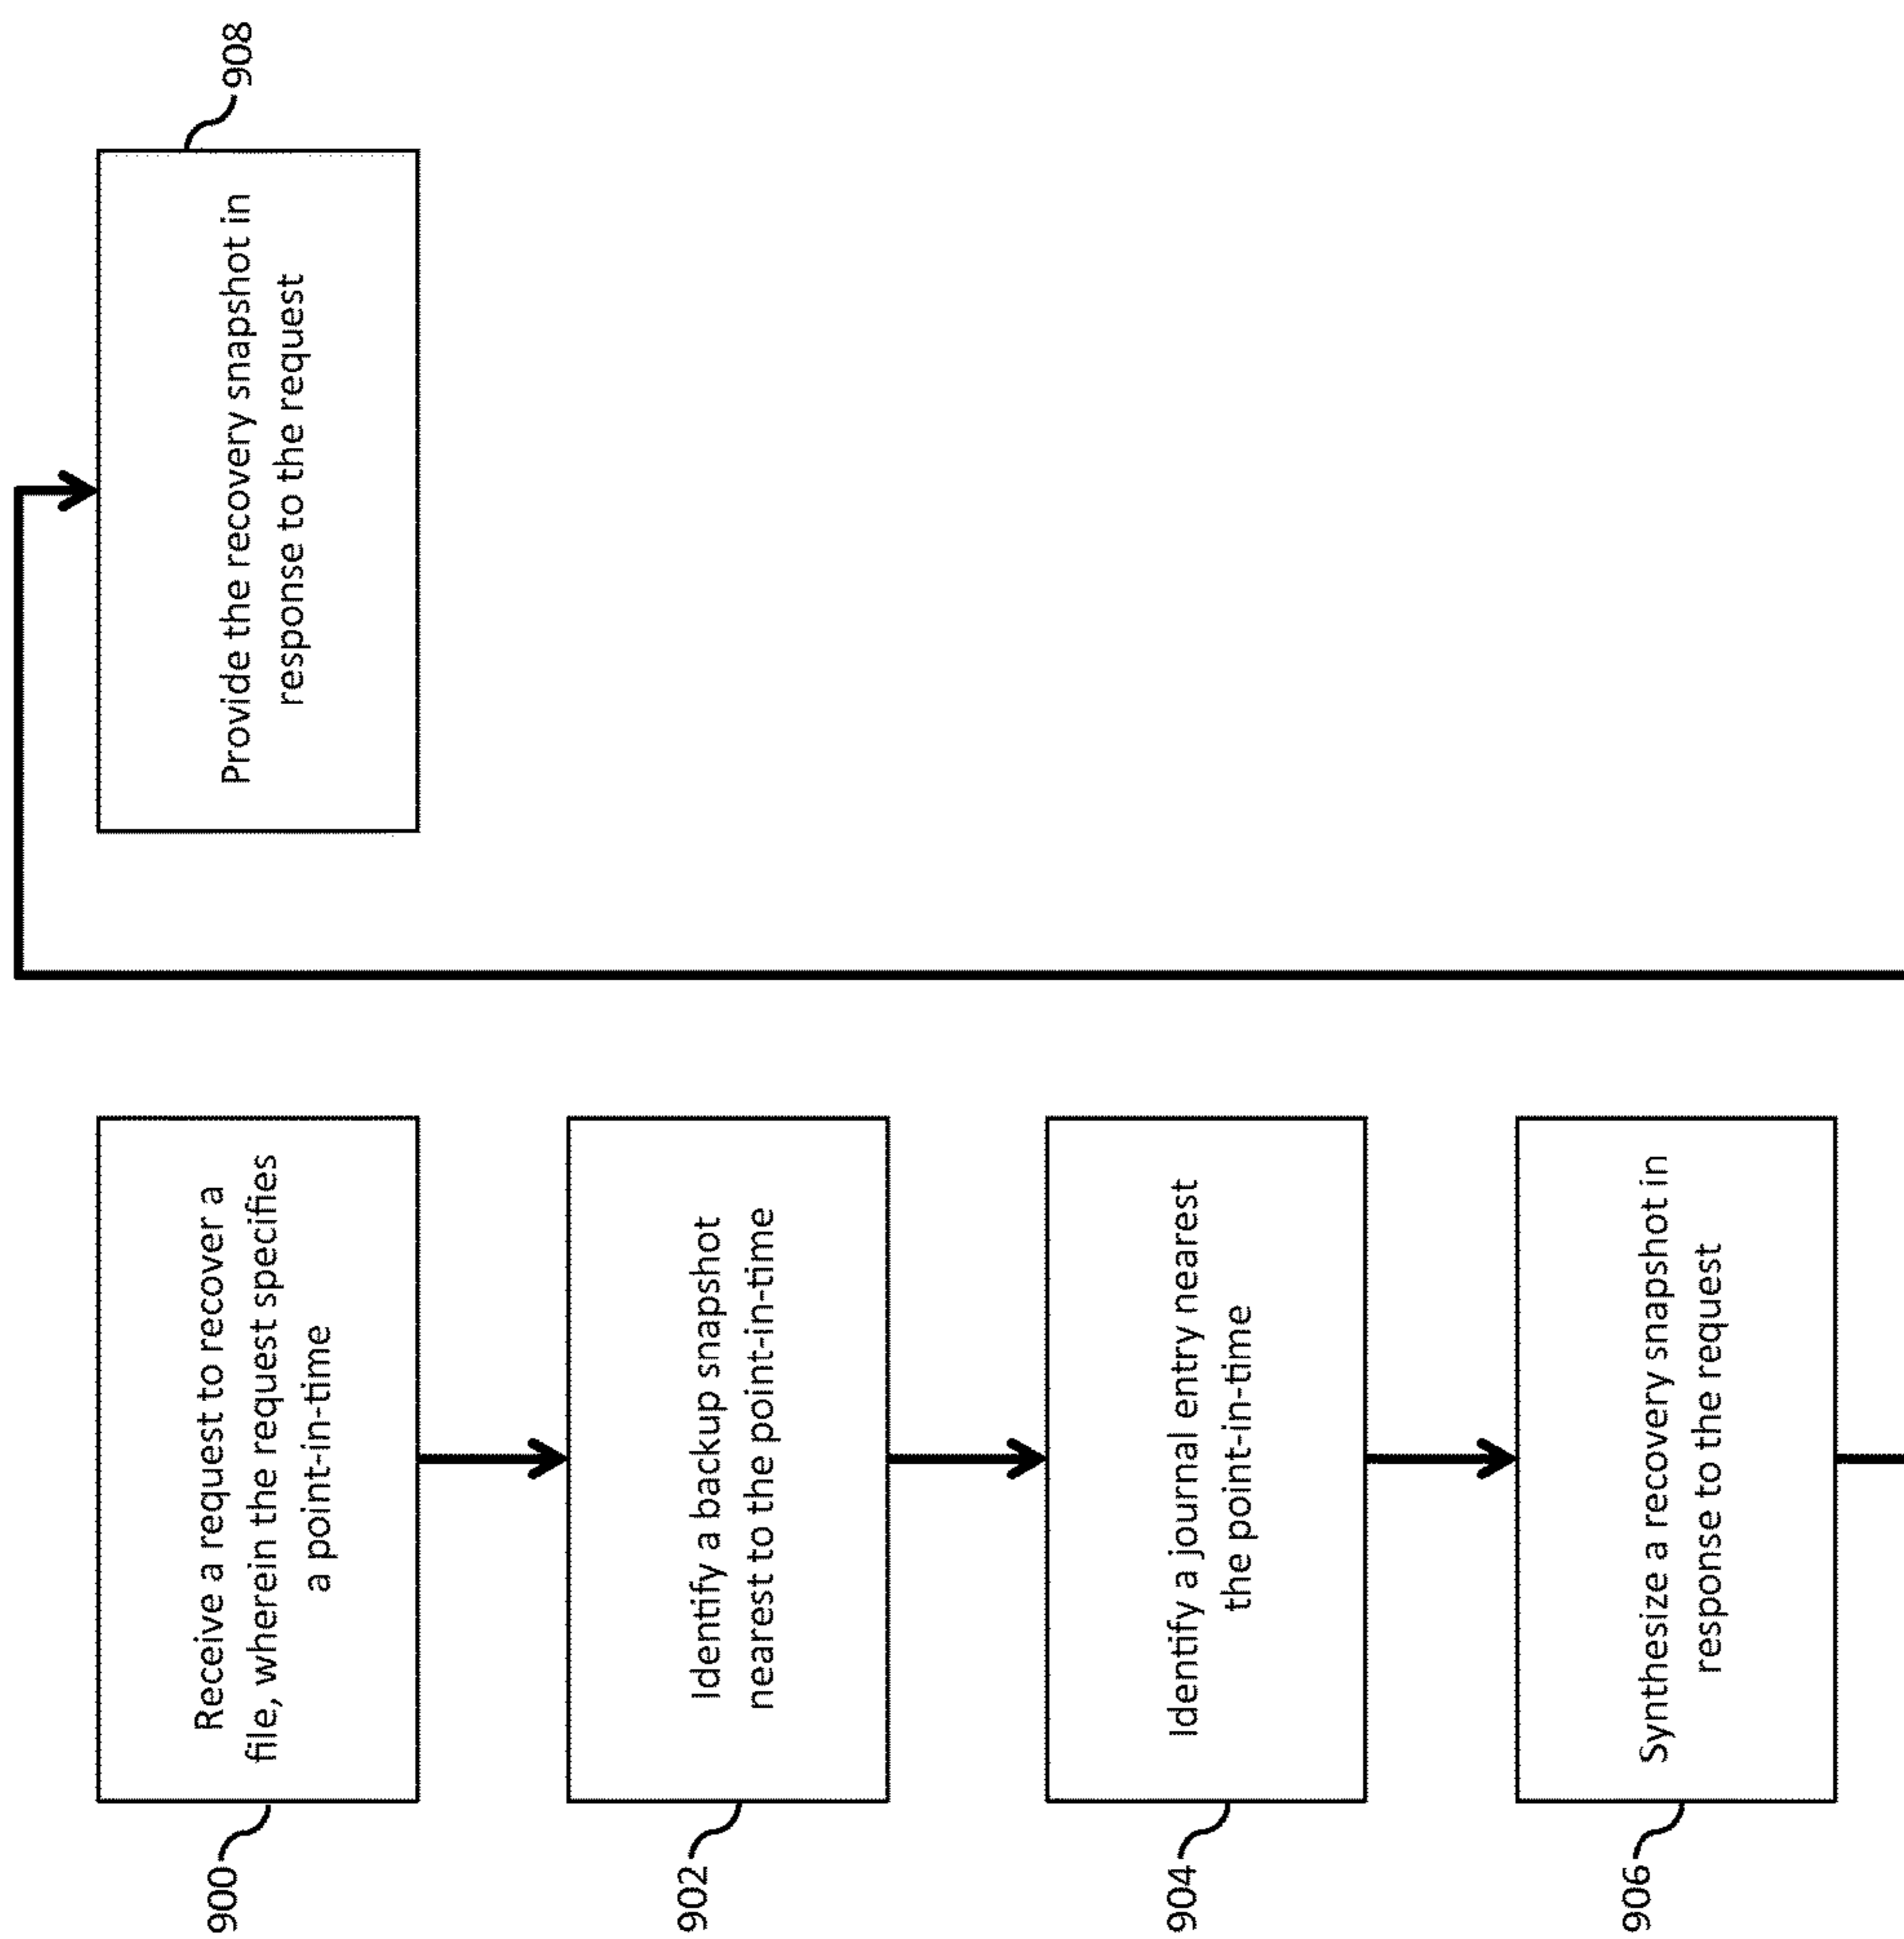 900
Receive a request to recover a
file, wherein the request specifies
a point-in-time
902
Identify a backup snapshot
nearest to the point-in-time
904
Identify a journal entry nearest
the point-in-time
906
Synthesize a recovery snapshot in
response to the request
908
Provide the recovery snapshot in
response to the request